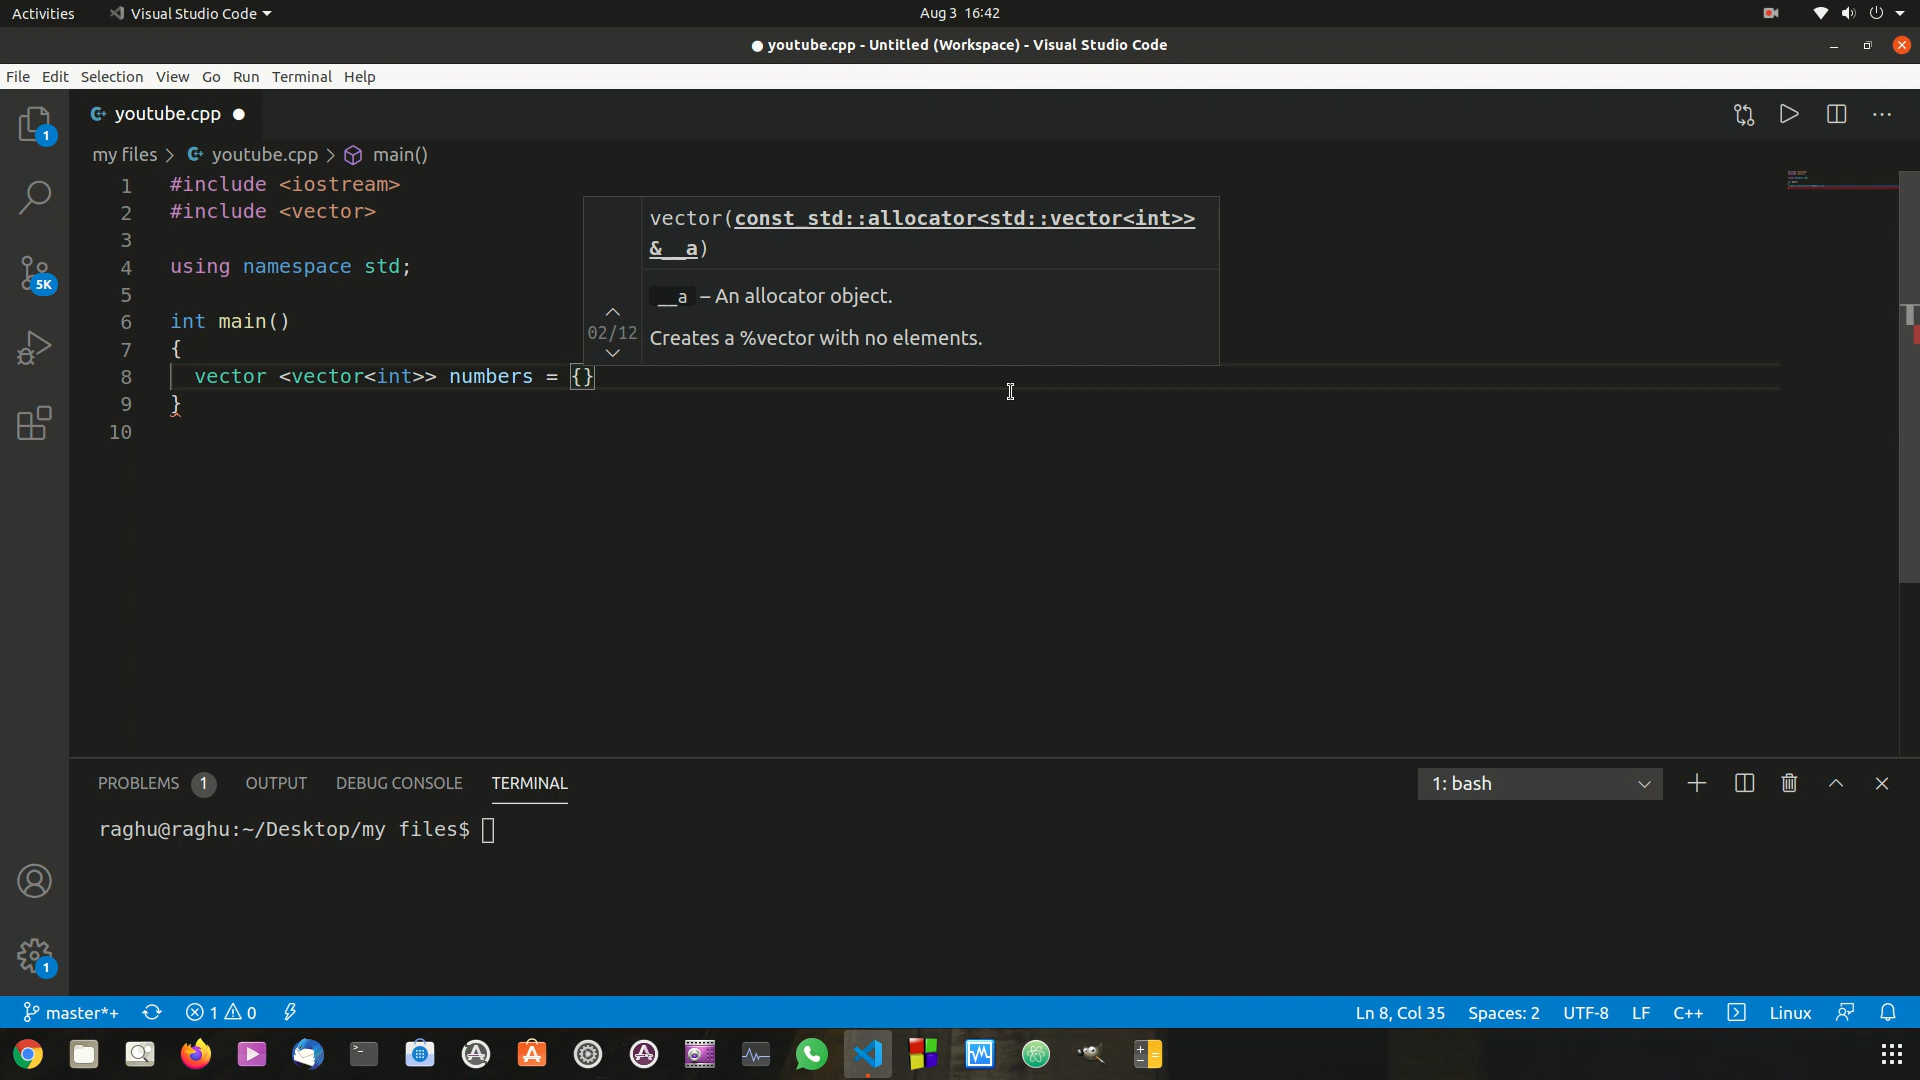 Activities Visual Studio Code Aug 3 16:42
● youtube.cpp - Untitled (Workspace) - Visual Studio Code
File Edit Selection View Go Run Terminal Help
youtube.cpp
1
my files > youtube.cpp > main()
1 #include <iostream>
2 #include <vector>
3
4 using namespace std;
5
6 int main()
7 {
8 vector <vector<int>> numbers = {}
9 }
10
vector(const std::allocator<std::vector<int>>
&__a)
__a – An allocator object.
02/12
Creates a %vector with no elements.
5K
PROBLEMS 1 OUTPUT DEBUG CONSOLE TERMINAL 1: bash
raghu@raghu:~/Desktop/my files$
1
master*+ 1 0 Ln 8, Col 35 Spaces: 2 UTF-8 LF C++ Linux